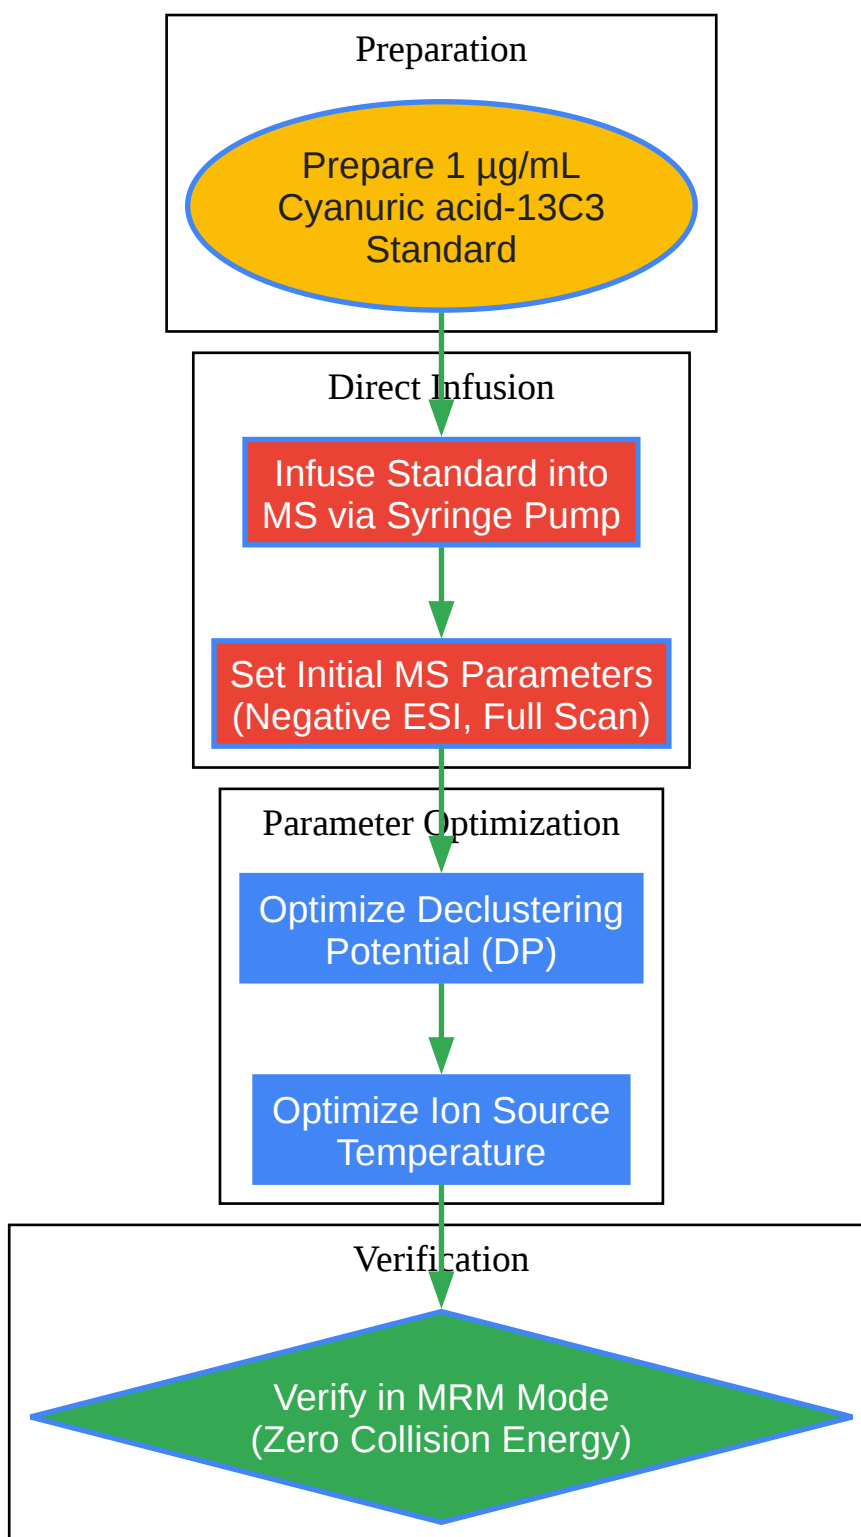 Preparation
Prepare 1 µg/mL
Cyanuric acid-13C3
Standard
Direct Infusion
Infuse Standard into
MS via Syringe Pump
Set Initial MS Parameters
(Negative ESI, Full Scan)
Parameter Optimization
Optimize Declustering
Potential (DP)
Optimize Ion Source
Temperature
Verification
Verify in MRM Mode
(Zero Collision Energy)